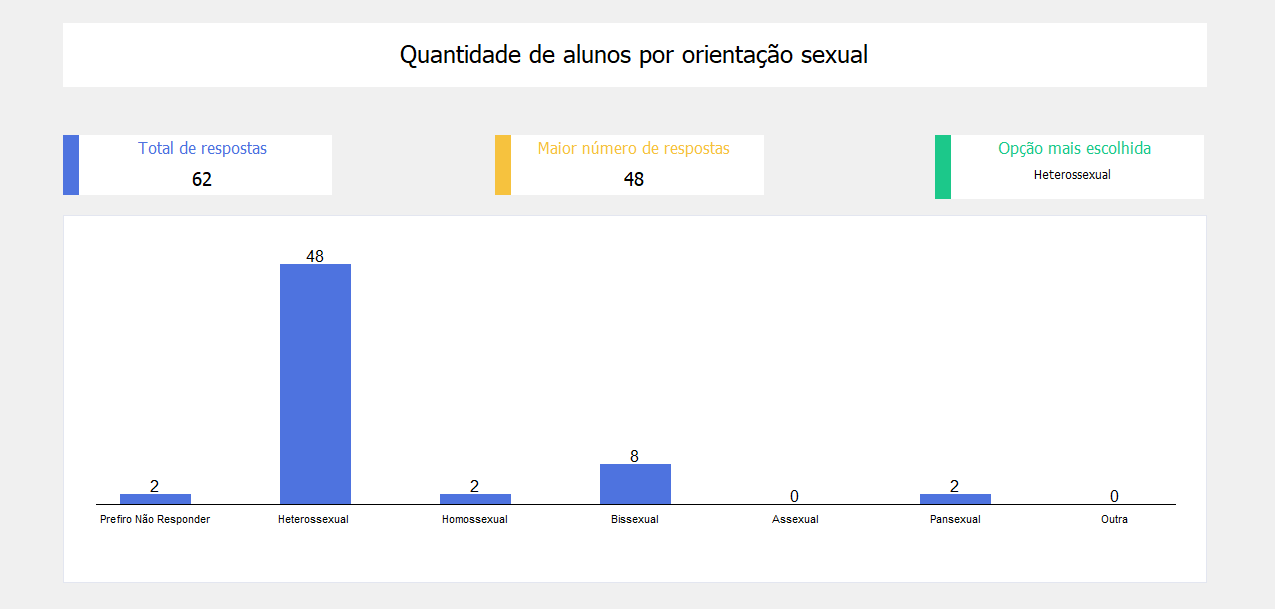 Quantidade de alunos por orientação sexual
Total de respostas
62
Maior número de respostas
48
Opção mais escolhida
Heterossexual
2
48
2
8
0
2
0
Prefiro Não Responder
Heterossexual
Homossexual
Bissexual
Assexual
Pansexual
Outra